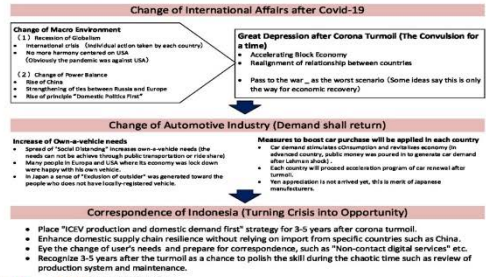 Change of International Affairs after Covid-19
Change of Macro Environment
（１）Recession of Globalism
• International crisis (Individual action taken by each country)
• No more harmony centered on USA
(Obviously the pandemic was against USA)
（２）Change of Power Balance
• Rise of China
• Strengthening of ties between Russia and Europe
• Rise of principle "Domestic Politics First"
Great Depression after Corona Turmoil (The Convulsion for
a time)
• Accelerating Block Economy
• Realignment of relationship between countries
• Pass to the war _ as the worst scenario (Some ideas say this is only
the way for economic recovery)
Change of Automotive Industry (Demand shall return)
Increase of Own-a-vehicle needs
• Spread of "Social Distancing" increases own-a-vehicle needs (the
needs can not be achieve through public transportation or ride share)
• Many people in Europe and USA where its economy was lock down
were happy with his own vehicle.
• In Japan a sense of "Exclusion of outsider" was generated toward the
people who does not have locally-registered vehicle.
Measures to boost car purchase will be applied in each country
• Car demand stimulates cOnsumption and revitalizes economy (in
advanced country, public money was poured in to generate car demand
after Lehman shock) .
• Each country will proceed accleration program of car renewal after
turmoil.
• Yen appreciation is not arrived yet, this is merit of Japanese
manufacturers.
Correspondence of Indonesia (Turning Crisis into Opportunity)
• Place "ICEV production and domestic demand first" strategy for 3-5 years after corona turmoil.
• Enhance domestic supply chain resilience without relying on import from specific countries such as China.
• Eye the change of user's needs and prepare for correspondence, such as "Non-contact digital services" etc.
• Recognize 3-5 years after the turmoil as a chance to polish the skill during the chaotic time such as review of
production system and maintenance.